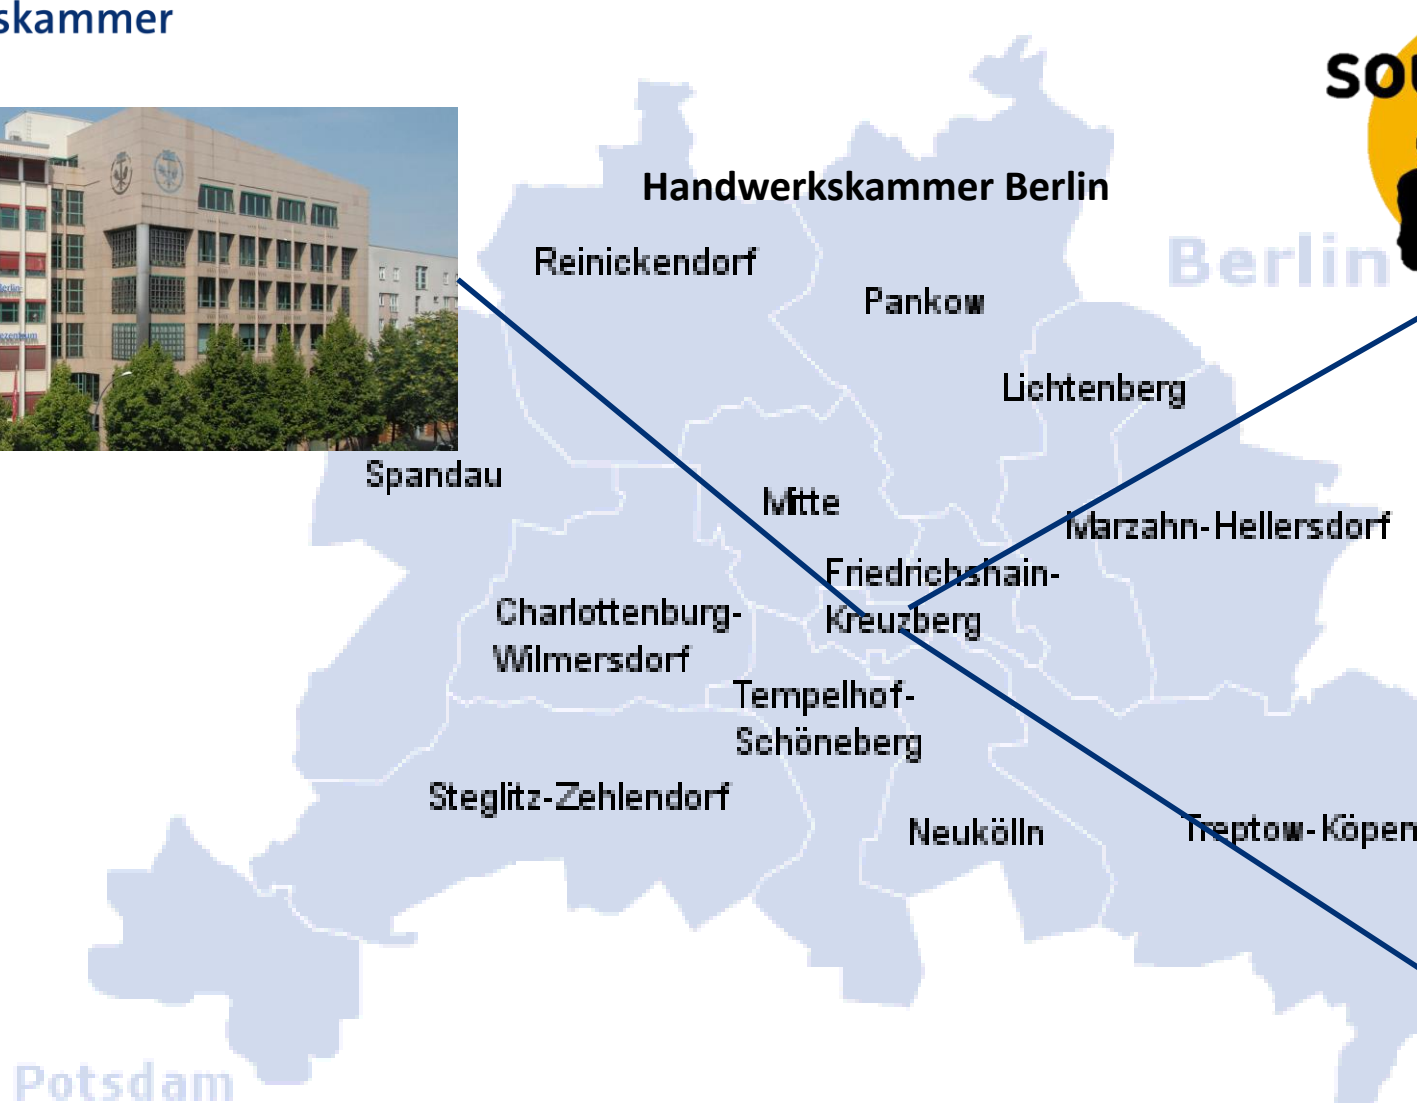 skammer
Handwerkskammer Berlin
Reinickendorf
Berlin
Pankow
Lichtenberg
Spandau
Mitte
Marzahn-Hellersdorf
Friedrichshain-
Kreuzberg
Charlottenburg-
Wilmersdorf
Tempelhof-
Schöneberg
Steglitz-Zehlendorf
Neukölln
Treptow-Köpen
Potsdam